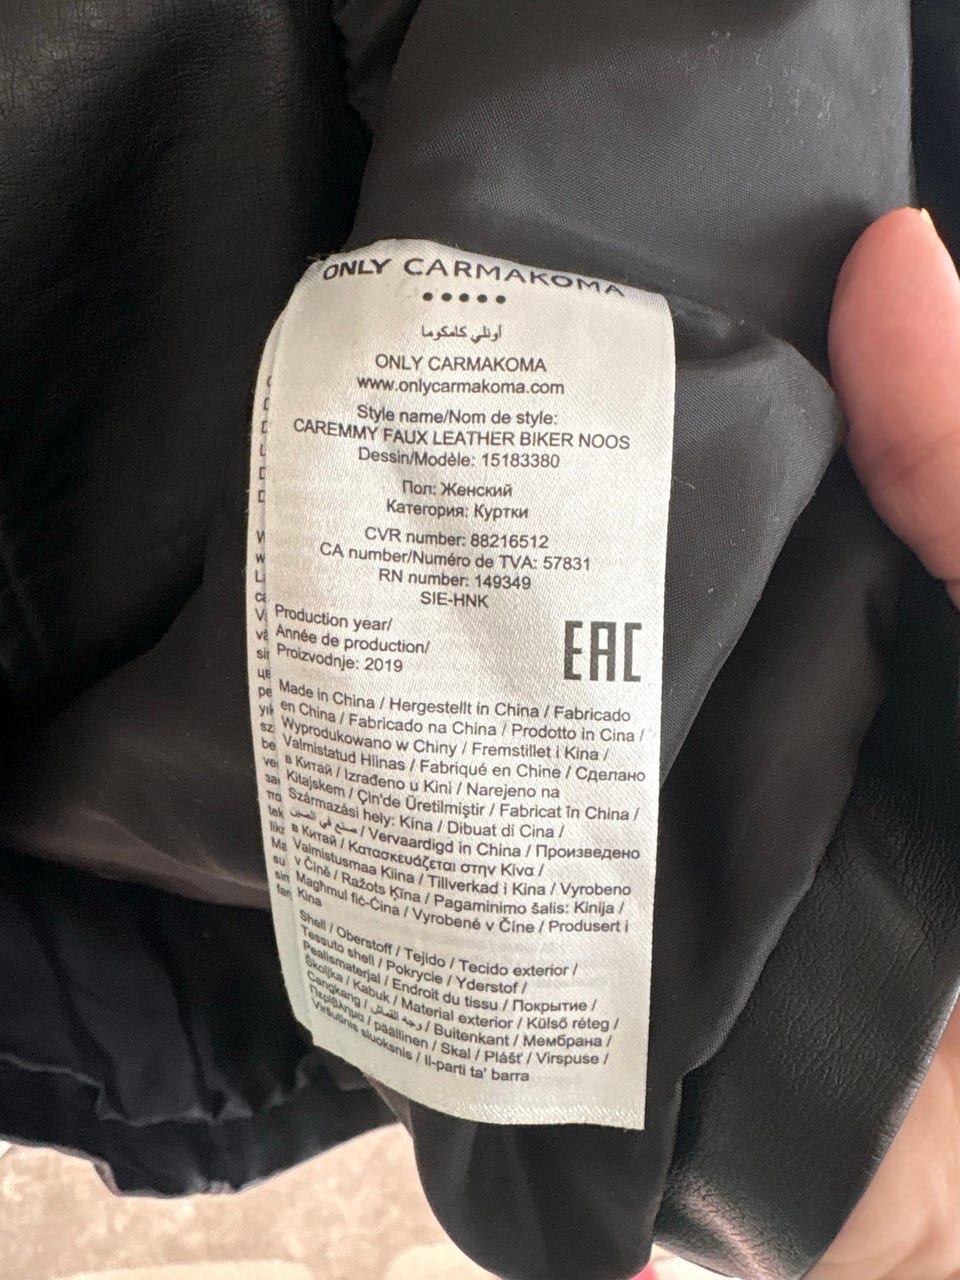 ONLY CARMAKOMA
أونلي كامكوما
ONLY CARMAKOMA
www.onlycarmakoma.com
Style name/Nom de style:
CAREMMY FAUX LEATHER BIKER NOOS
Dessin/Modèle: 15183380
Пол: Женский
Категория: Куртки
CVR number: 88216512
CA number/Numéro de TVA: 57831
RN number: 149349
SIE-HNK
Production year/
Année de production/
Proizvodnje: 2019
EAC
Made in China / Hergestellt in China / Fabricado
en China / Fabricado na China / Prodotto in Cina /
Wyprodukowano w Chiny / Fremstillet i Kina /
Valmistatud Hiinas / Fabriqué en Chine / Сделано
в Китай / Izrađeno u Kini / Narejeno na
Kitajskem / Çin'de Üretilmiştir / Fabricat în China /
Származási hely: Kína / Dibuat di Cina /
صنع في الصين / Vervaardigd in China / Произведено
в Китай / Κατασκευάζεται στην Κίνα /
Valmistusmaa Kiina / Tillverkad i Kina / Vyrobeno
v Číně / Ražots Ķīna / Pagaminimo šalis: Kinija /
Maghmul fiċ-Ċina / Vyrobené v Číne / Produsert i
Kina
Shell / Oberstoff / Tejido / Tecido exterior /
Tessuto shell / Pokrycie / Yderstof /
Pealismaterjal / Endroit du tissu / Покрытие /
Školjka / Kabuk / Material exterior / Külső réteg /
Cangkang / وجه القماش / Buitenkant / Мембрана /
Περίβλημα / päällinen / Skal / Plášť / Virspuse /
Viršutinis sluoksnis / Il-parti ta' barra